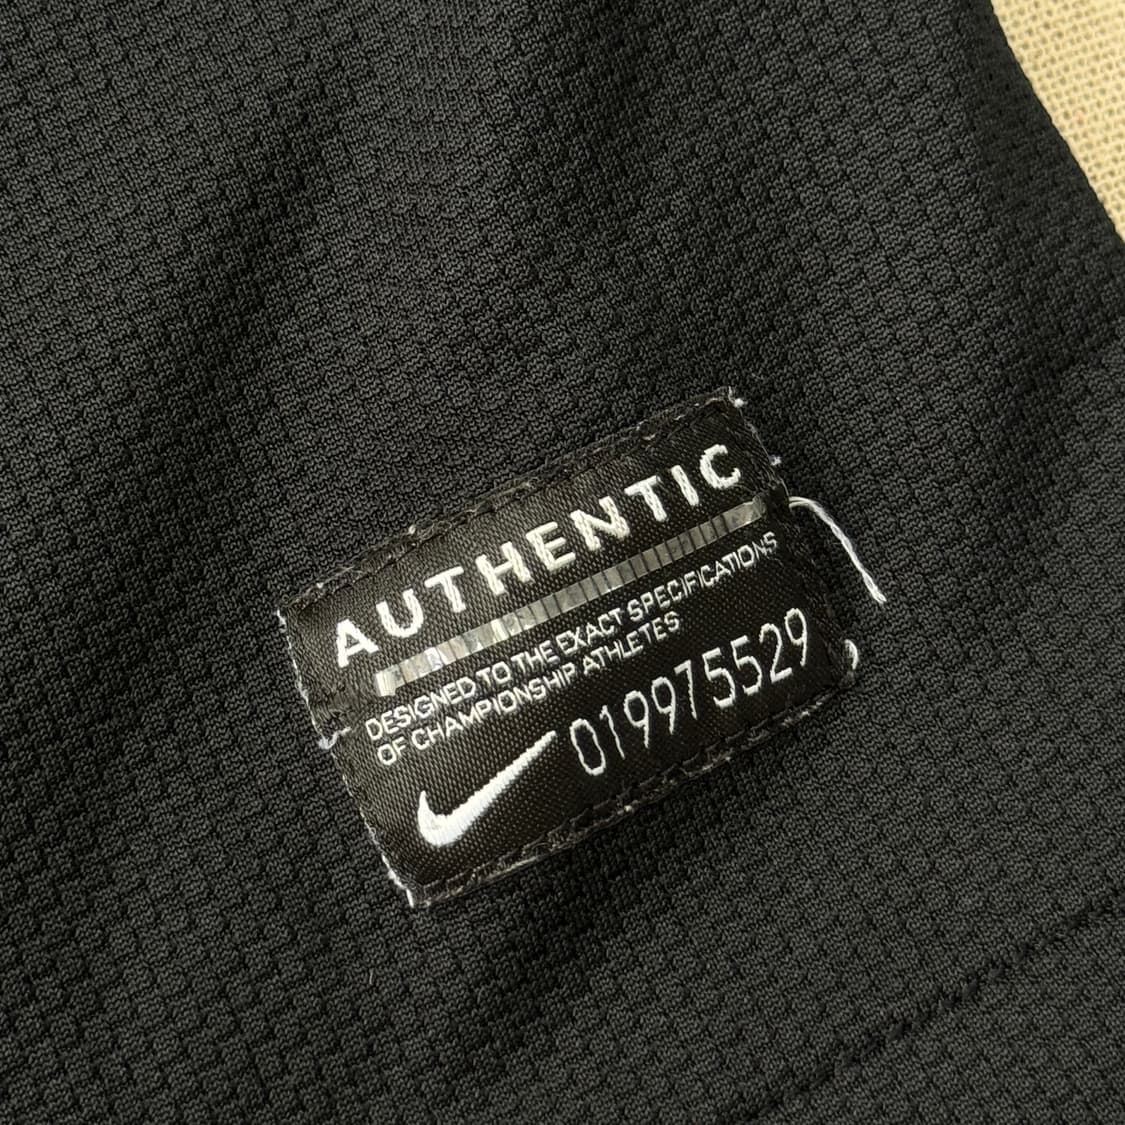 AUTHENTIC
DESIGNED TO THE EXACT SPECIFICATIONS
OF CHAMPIONSHIP ATHLETES
019975529